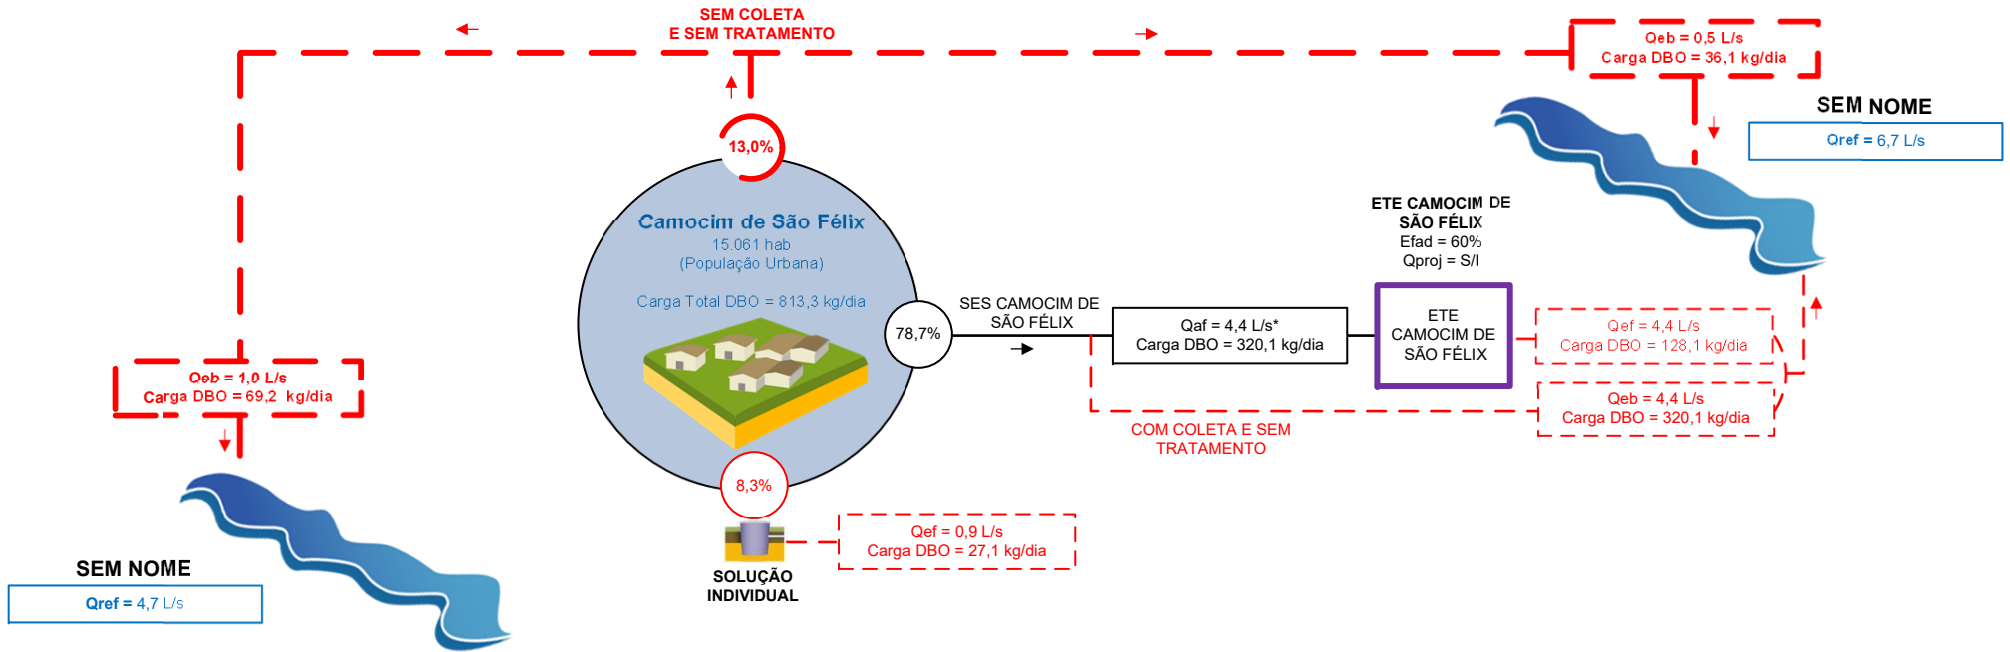 SEM COLETA
E SEM TRATAMENTO
Qeb = 0,5 L/s
Carga DBO = 36,1 kg/dia
SEM NOME
Qref = 6,7 L/s
13,0%
Camocim de São Félix
15.061 hab
(População Urbana)
Carga Total DBO = 813,3 kg/dia
78,7%
SES CAMOCIM DE
SÃO FÉLIX
Qaf = 4,4 L/s*
Carga DBO = 320,1 kg/dia
ETE CAMOCIM DE
SÃO FÉLIX
Efad = 60%
Qproj = S/I
ETE
CAMOCIM DE
SÃO FÉLIX
Qef = 4,4 L/s
Carga DBO = 128,1 kg/dia
Qeb = 4,4 L/s
Carga DBO = 320,1 kg/dia
COM COLETA E SEM
TRATAMENTO
Qeb = 1,0 L/s
Carga DBO = 69,2 kg/dia
SEM NOME
Qref = 4,7 L/s
8,3%
SOLUÇÃO
INDIVIDUAL
Qef = 0,9 L/s
Carga DBO = 27,1 kg/dia